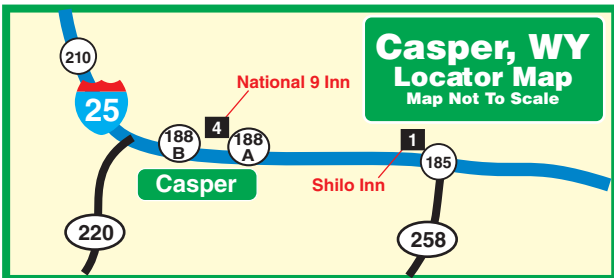 Casper, WY
Locator Map
Map Not To Scale
210
25
National 9 Inn
4
188
B
188
A
1
185
Casper
Shilo Inn
220
258